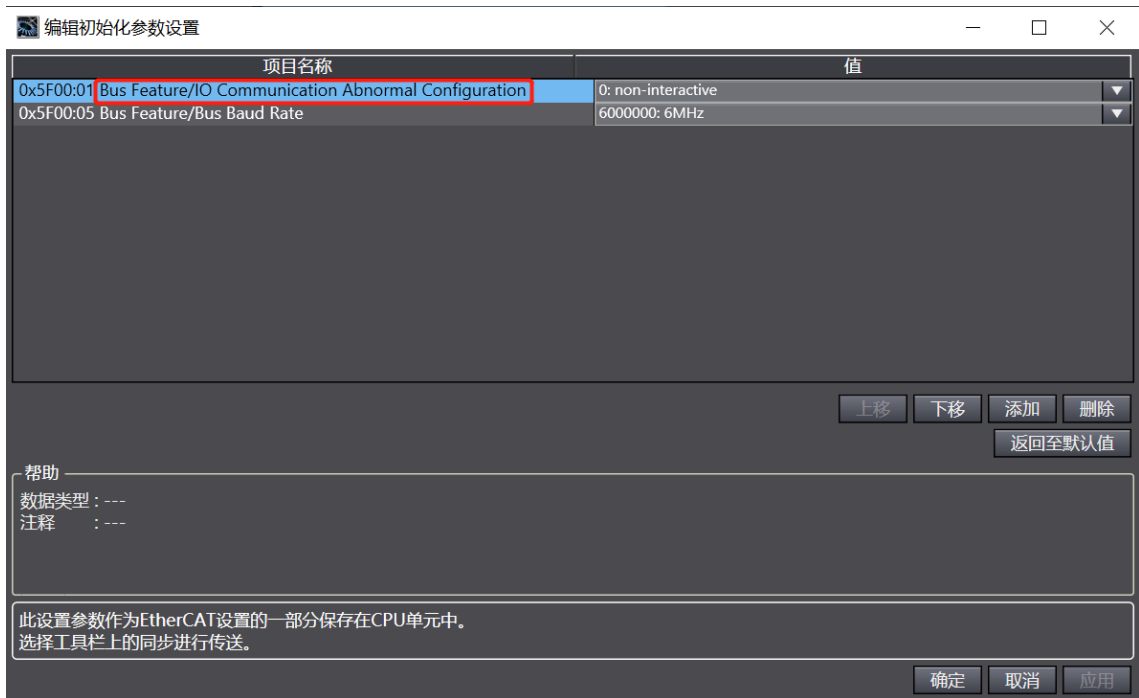 编辑初始化参数设置
项目名称 值
0x5F00:01 Bus Feature/IO Communication Abnormal Configuration 0: non-interactive
0x5F00:05 Bus Feature/Bus Baud Rate 6000000: 6MHz
上移 下移 添加 删除
返回至默认值
帮助
数据类型 : ---
注释 : ---
此设置参数作为EtherCAT设置的一部分保存在CPU单元中。
选择工具栏上的同步进行传送。
确定 取消 应用